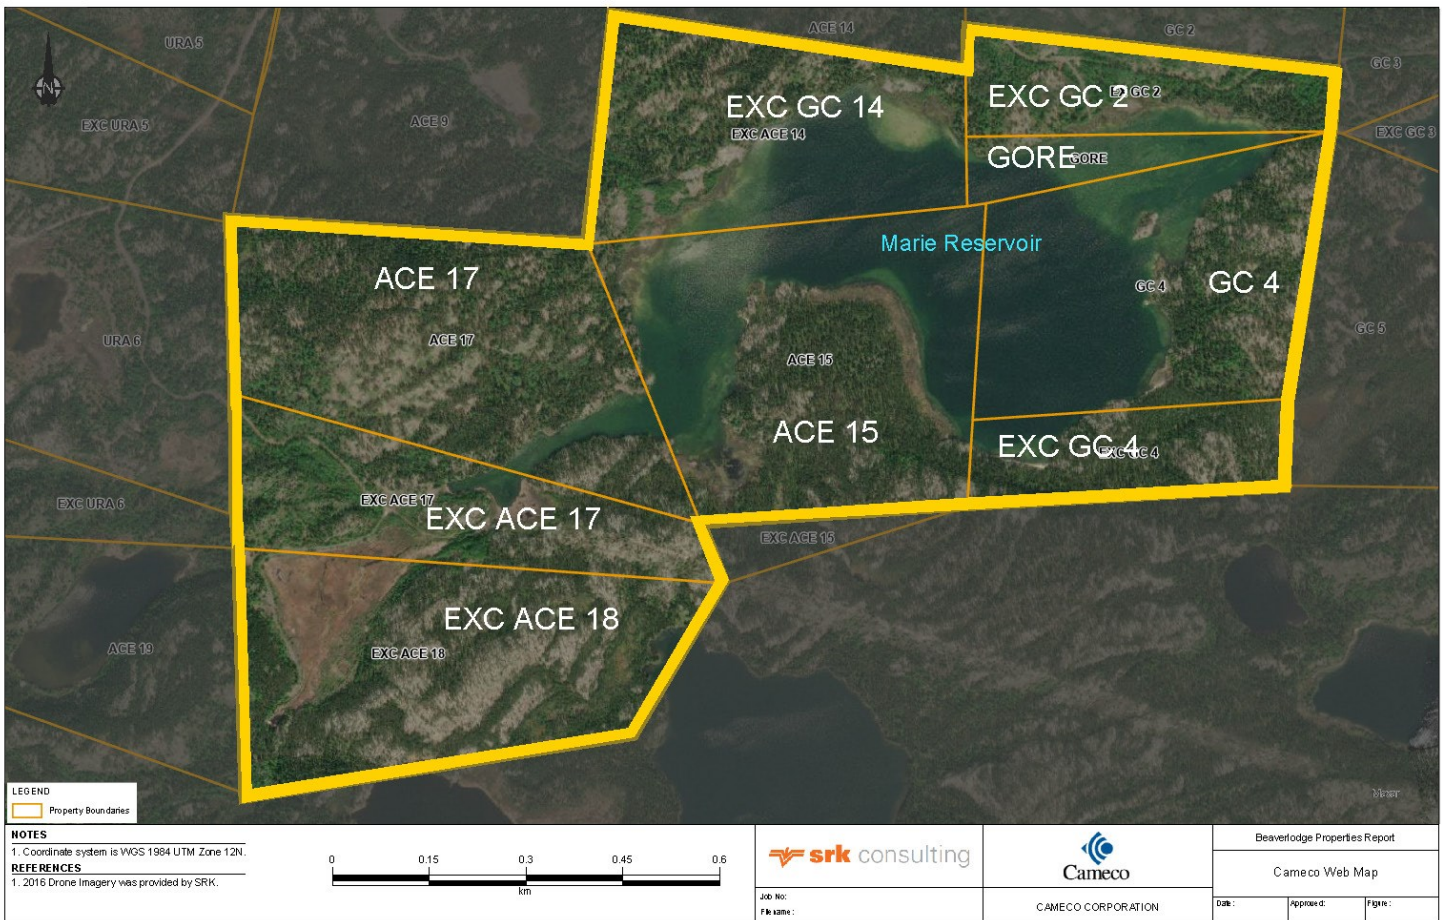 ACE 14
GC 2
URA 5
GC 3
N
EXC GC 2
EX GC 2
EXC GC 14
EXC ACE 14
ACE 9
EXC URA 5
EXC GC 3
GORE
GORE
Marie Reservoir
ACE 17
GC 4
GC 4
GC 5
URA 6
ACE 17
ACE 15
ACE 15
EXC GC 4
EXC GC 4
EXC URA 6
EXC ACE 17
EXC ACE 17
EXC ACE 15
EXC ACE 18
EXC ACE 18
ACE 19
LEGEND
Property Boundaries
NOTES
1. Coordinate system is WGS 1984 UTM Zone 12N.
REFERENCES
1. 2016 Drone Imagery was provided by SRK.
0 0.15 0.3 0.45 0.6
km
srk consulting
Job No:
Filename:
Cameco
CAMECO CORPORATION
Beaverlodge Properties Report
Cameco Web Map
Date:
Approved:
Figure: